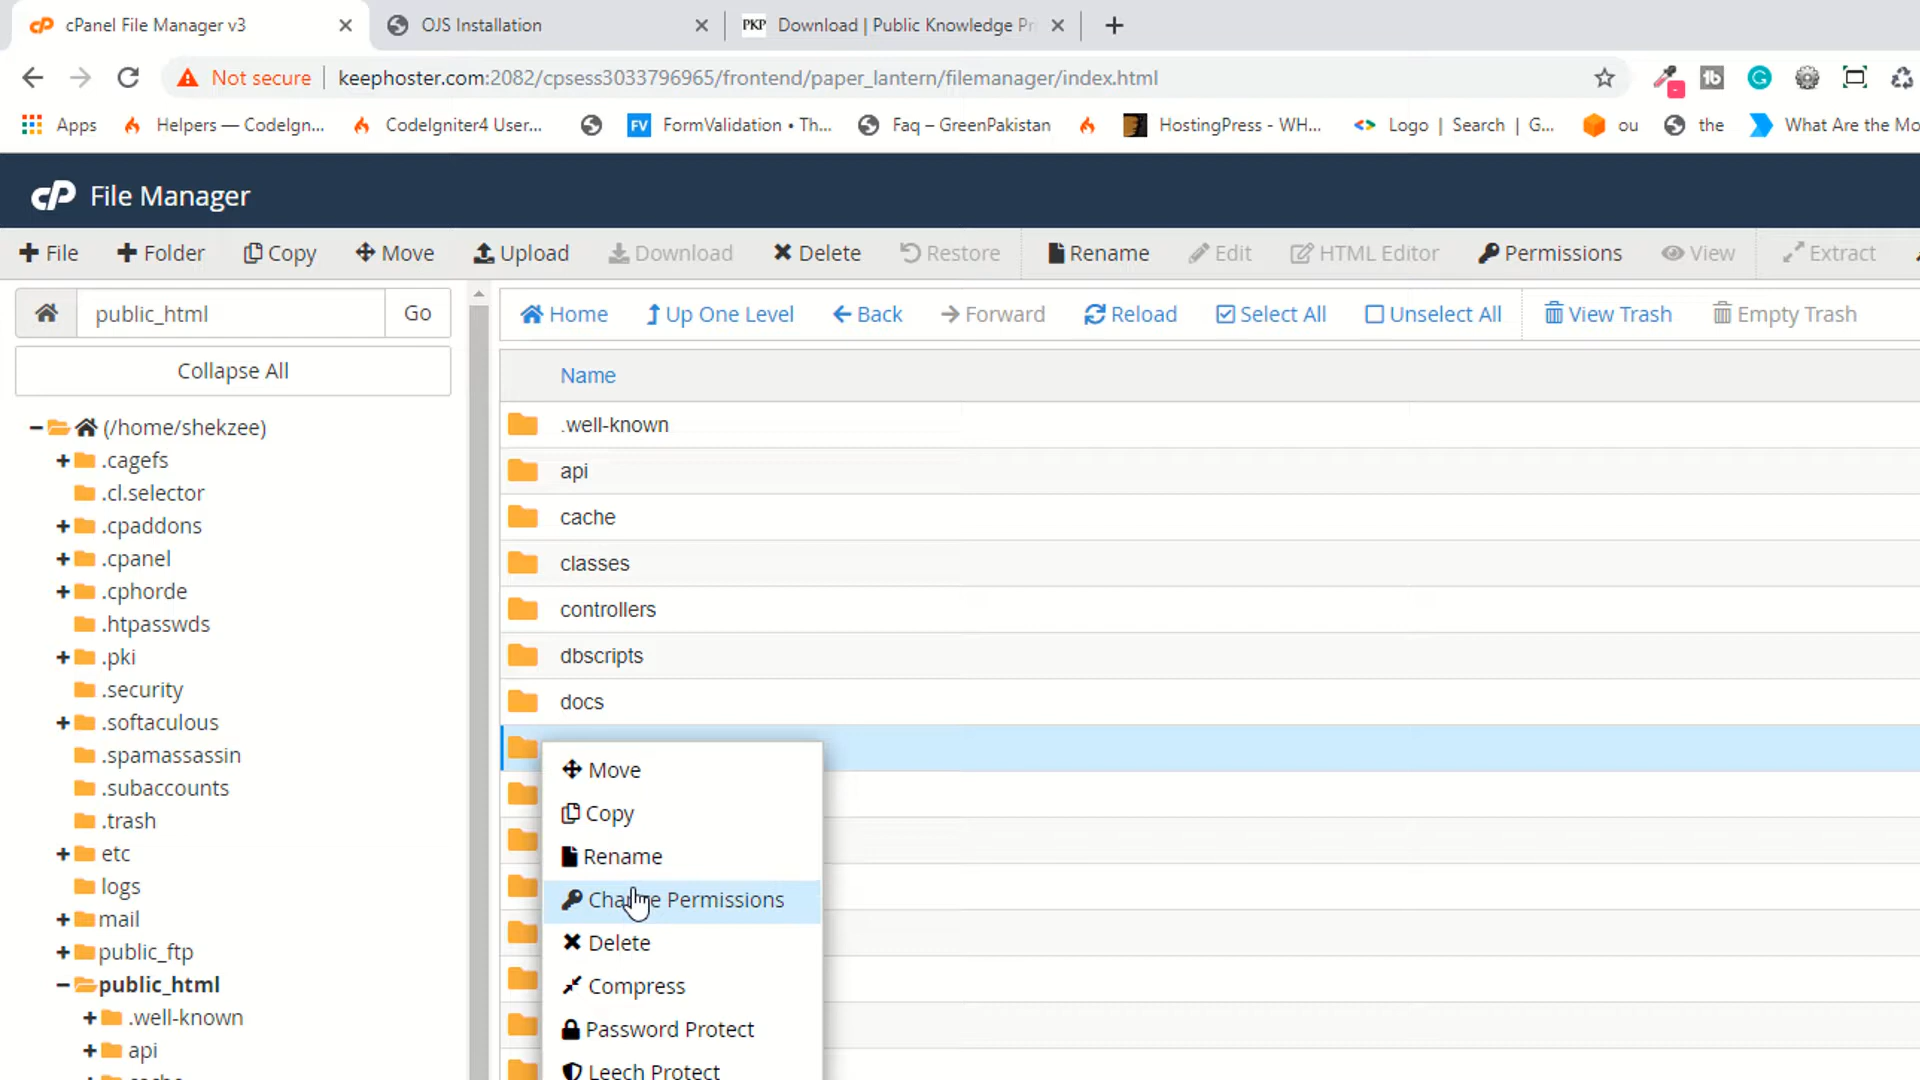 cPanel File Manager v3
OJS Installation
PKP Download | Public Knowledge Pr
Not secure | keephoster.com:2082/cpsess3033796965/frontend/paper_lantern/filemanager/index.html
Apps
Helpers — CodeIgn...
CodeIgniter4 User...
FV FormValidation • Th...
Faq – GreenPakistan
HostingPress - WH...
Logo | Search | G...
ou
the
What Are the Mo
cP File Manager
File
Folder
Copy
Move
Upload
Download
Delete
Restore
Rename
Edit
HTML Editor
Permissions
View
Extract
public_html
Go
Collapse All
(/home/shekzee)
.cagefs
.cl.selector
.cpaddons
.cpanel
.cphorde
.htpasswds
.pki
.security
.softaculous
.spamassassin
.subaccounts
.trash
etc
logs
mail
public_ftp
public_html
.well-known
api
cache
Home
Up One Level
Back
Forward
Reload
Select All
Unselect All
View Trash
Empty Trash
Name
.well-known
api
cache
classes
controllers
dbscripts
docs
Move
Copy
Rename
Change Permissions
Delete
Compress
Password Protect
Leech Protect